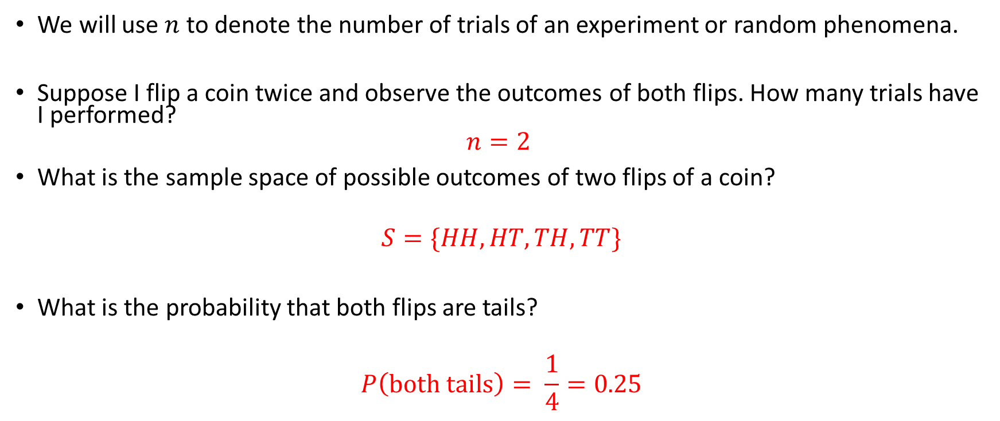 • We will use n to denote the number of trials of an experiment or random phenomena.
• Suppose I flip a coin twice and observe the outcomes of both flips. How many trials have
I performed?
n = 2
• What is the sample space of possible outcomes of two flips of a coin?
S = {HH, HT, TH, TT}
• What is the probability that both flips are tails?
P(both tails) = 1/4 = 0.25